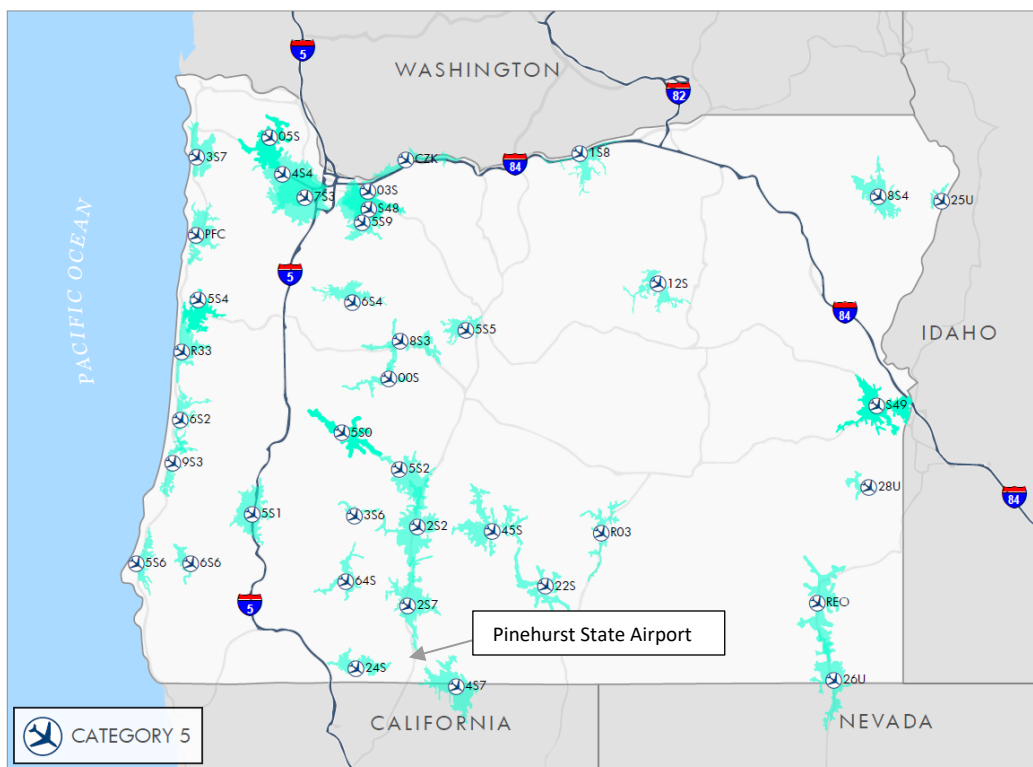 5
WASHINGTON
82
05S
3S7
CZK
84
1S8
4S4
7S3
03S
S48
5S9
8S4
25U
PFC
PACIFIC OCEAN
5
12S
5S4
6S4
84
5S5
IDAHO
8S3
R33
00S
S49
6S2
5S0
9S3
5S2
28U
84
5S1
3S6
2S2
45S
R03
5S6
6S6
64S
22S
5
2S7
REO
Pinehurst State Airport
24S
4S7
26U
CATEGORY 5
CALIFORNIA
NEVADA